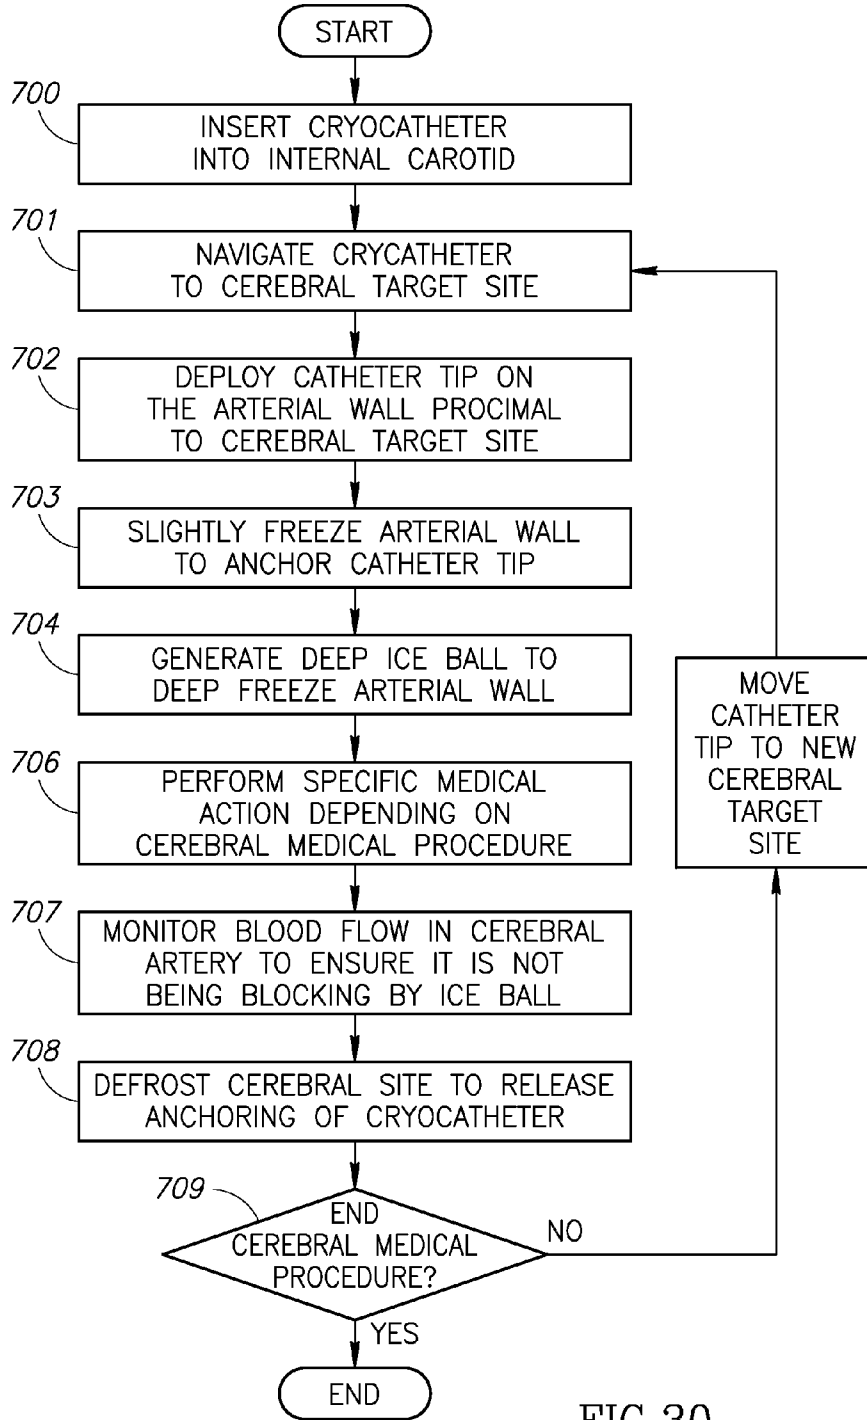 START
700
INSERT CRYOCATHETER
INTO INTERNAL CAROTID
701
NAVIGATE CRYCATHETER
TO CEREBRAL TARGET SITE
702
DEPLOY CATHETER TIP ON
THE ARTERIAL WALL PROCIMAL
TO CEREBRAL TARGET SITE
703
SLIGHTLY FREEZE ARTERIAL WALL
TO ANCHOR CATHETER TIP
704
GENERATE DEEP ICE BALL TO
DEEP FREEZE ARTERIAL WALL
706
PERFORM SPECIFIC MEDICAL
ACTION DEPENDING ON
CEREBRAL MEDICAL PROCEDURE
707
MONITOR BLOOD FLOW IN CEREBRAL
ARTERY TO ENSURE IT IS NOT
BEING BLOCKING BY ICE BALL
708
DEFROST CEREBRAL SITE TO RELEASE
ANCHORING OF CRYOCATHETER
709
END
CEREBRAL MEDICAL
PROCEDURE?
NO
MOVE
CATHETER
TIP TO NEW
CEREBRAL
TARGET
SITE
YES
END
FIG.30